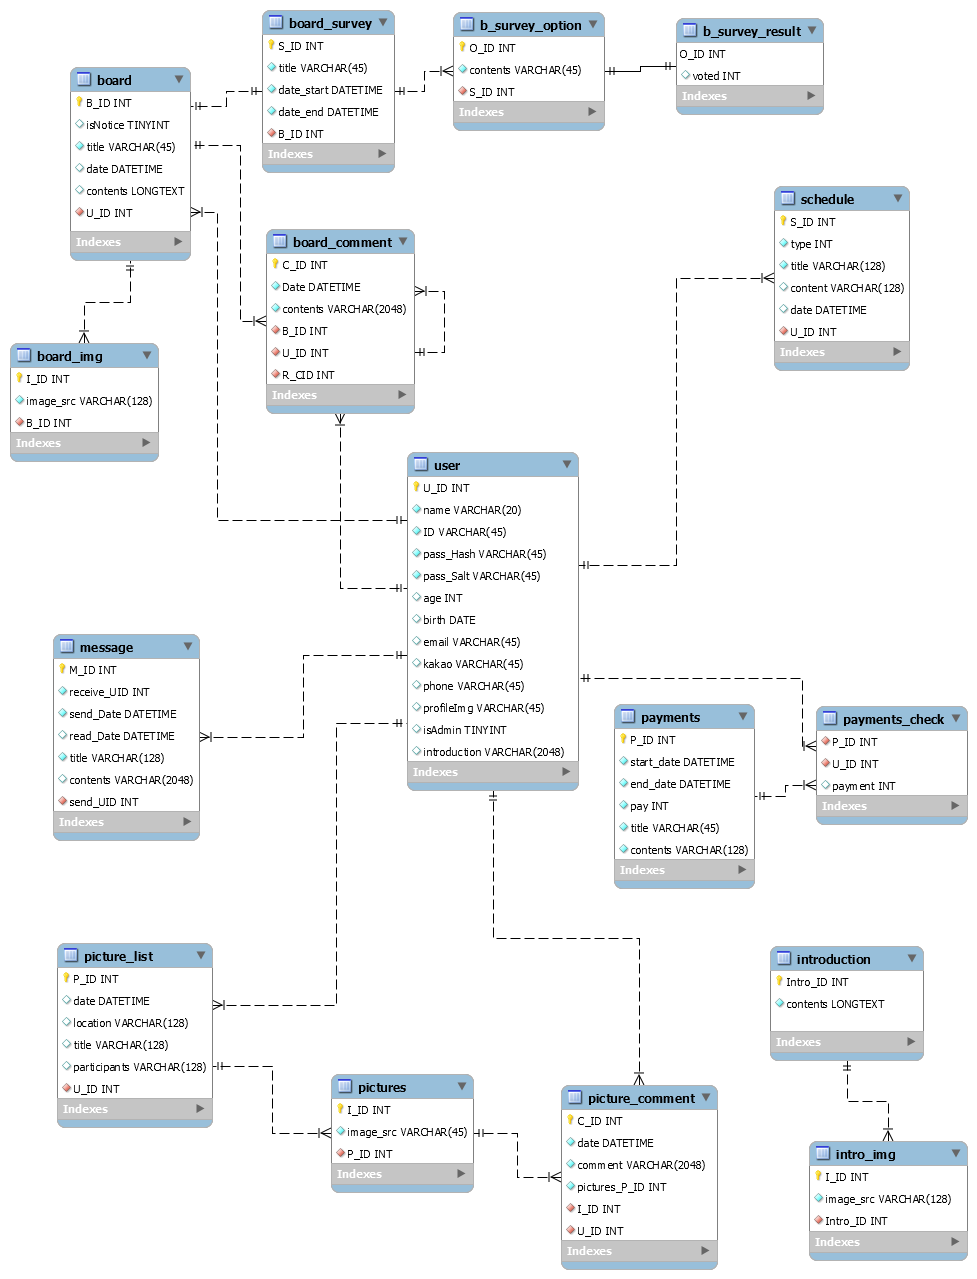 board_survey
S_ID INT
title VARCHAR(45)
date_start DATETIME
date_end DATETIME
B_ID INT
Indexes
b_survey_option
O_ID INT
contents VARCHAR(45)
S_ID INT
Indexes
b_survey_result
O_ID INT
voted INT
Indexes
board
B_ID INT
isNotice TINYINT
title VARCHAR(45)
date DATETIME
contents LONGTEXT
U_ID INT
Indexes
schedule
S_ID INT
type INT
title VARCHAR(128)
content VARCHAR(128)
date DATETIME
U_ID INT
Indexes
board_comment
C_ID INT
Date DATETIME
contents VARCHAR(2048)
B_ID INT
U_ID INT
R_CID INT
Indexes
board_img
I_ID INT
image_src VARCHAR(128)
B_ID INT
Indexes
user
U_ID INT
name VARCHAR(20)
ID VARCHAR(45)
pass_Hash VARCHAR(45)
pass_Salt VARCHAR(45)
age INT
birth DATE
email VARCHAR(45)
kakao VARCHAR(45)
phone VARCHAR(45)
profileImg VARCHAR(45)
isAdmin TINYINT
introduction VARCHAR(2048)
Indexes
message
M_ID INT
receive_UID INT
send_Date DATETIME
read_Date DATETIME
title VARCHAR(128)
contents VARCHAR(2048)
send_UID INT
Indexes
payments
P_ID INT
start_date DATETIME
end_date DATETIME
pay INT
title VARCHAR(45)
contents VARCHAR(128)
Indexes
payments_check
P_ID INT
U_ID INT
payment INT
Indexes
picture_list
P_ID INT
date DATETIME
location VARCHAR(128)
title VARCHAR(128)
participants VARCHAR(128)
U_ID INT
Indexes
introduction
Intro_ID INT
contents LONGTEXT
Indexes
pictures
I_ID INT
image_src VARCHAR(45)
P_ID INT
Indexes
picture_comment
C_ID INT
date DATETIME
comment VARCHAR(2048)
pictures_P_ID INT
I_ID INT
U_ID INT
Indexes
intro_img
I_ID INT
image_src VARCHAR(128)
Intro_ID INT
Indexes